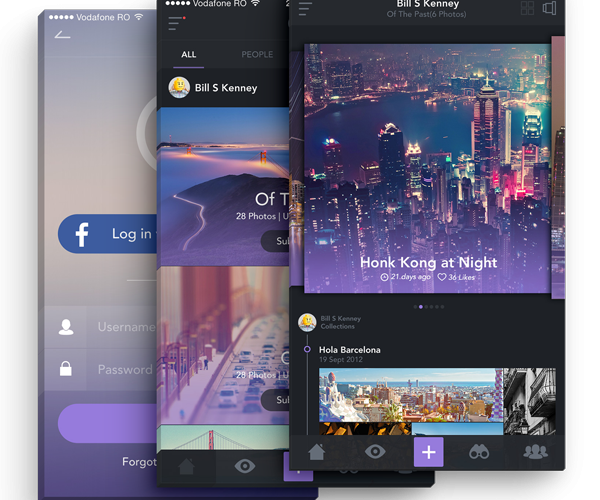 Vodafone RO
f Log in
Username
Password
Forgot
Vodafone RO
ALL
PEOPLE
Bill S Kenney
Of T
28 Photos | U
Sul
28 Photos | U
Sul
Bill S Kenney
Of The Past(6 Photos)
Honk Kong at Night
21 days ago
36 Likes
Bill S Kenney
Collections
Hola Barcelona
19 Sept 2012